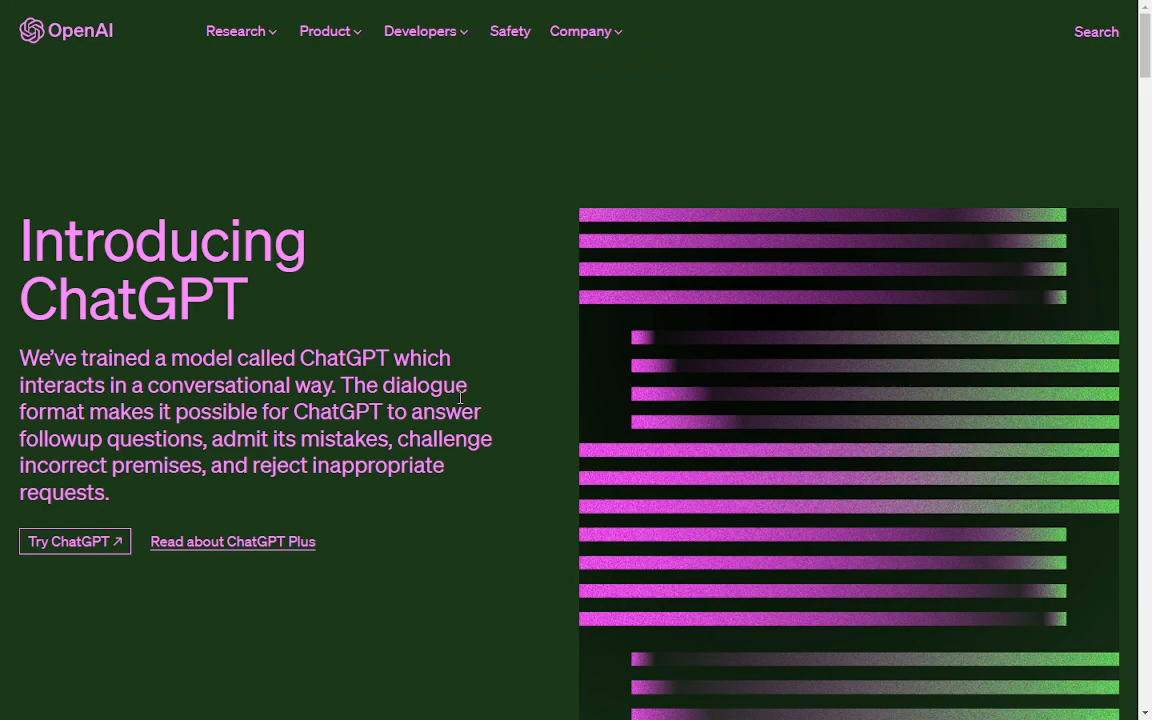 OpenAI
Research
Product
Developers
Safety
Company
Search
Introducing
ChatGPT
We’ve trained a model called ChatGPT which
interacts in a conversational way. The dialogue
format makes it possible for ChatGPT to answer
followup questions, admit its mistakes, challenge
incorrect premises, and reject inappropriate
requests.
Try ChatGPT ↗
Read about ChatGPT Plus